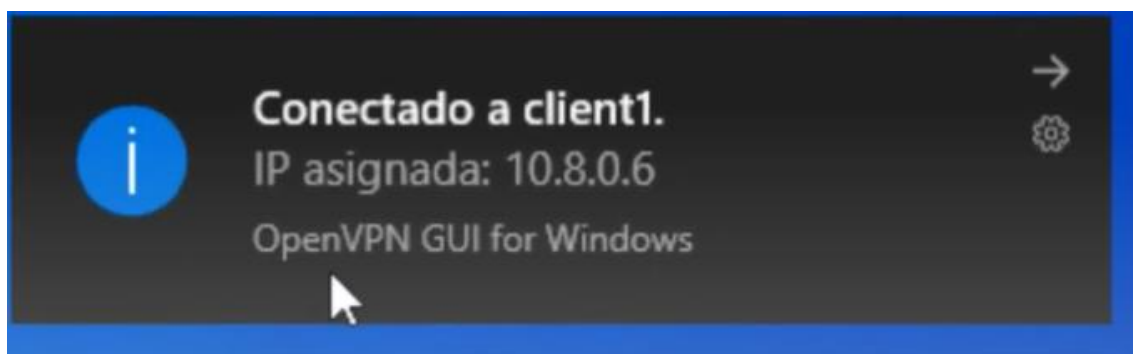 Conectado a client1.
IP asignada: 10.8.0.6
OpenVPN GUI for Windows